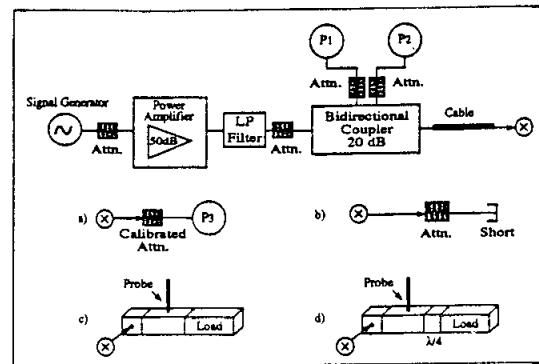 P1
P2
Attn.
Attn.
Signal Generator
Power
Amplifier
50dB
Attn.
LP
Filter
Attn.
Bidirectional
Coupler
20 dB
Cable
a)
P3
Calibrated
Attn.
b)
Attn.
Short
c)
Probe
Load
d)
Probe
Load
λ/4